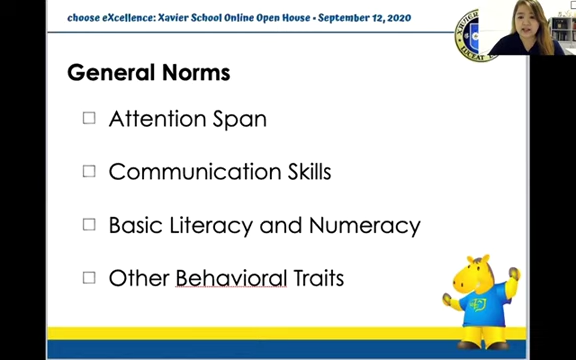 choose eXcellence: Xavier School Online Open House • September 12, 2020
General Norms
Attention Span
Communication Skills
Basic Literacy and Numeracy
Other Behavioral Traits